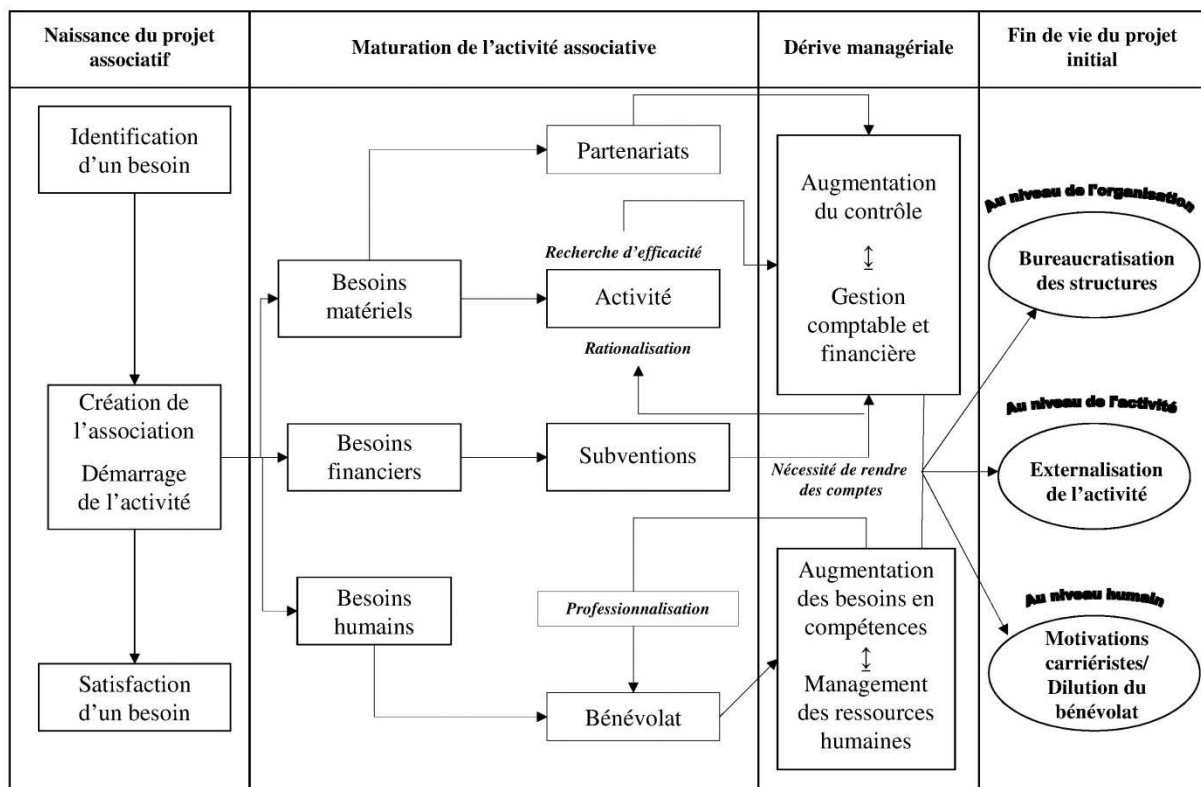 Naissance du projet
associatif
Maturation de l'activité associative
Dérive managériale
Fin de vie du projet
initial
Identification
d'un besoin
Création de
l'association
Démarrage
de l'activité
Satisfaction
d'un besoin
Besoins
matériels
Besoins
financiers
Besoins
humains
Partenariats
Recherche d'efficacité
Activité
Rationalisation
Subventions
Professionnalisation
Bénévolat
Augmentation
du contrôle
Gestion
comptable et
financière
Nécessité de rendre
des comptes
Augmentation
des besoins en
compétences
Management
des ressources
humaines
Au niveau de l'organisation
Bureaucratisation
des structures
Au niveau de l'activité
Externalisation
de l'activité
Au niveau humain
Motivations
carriéristes/
Dilution du
bénévolat